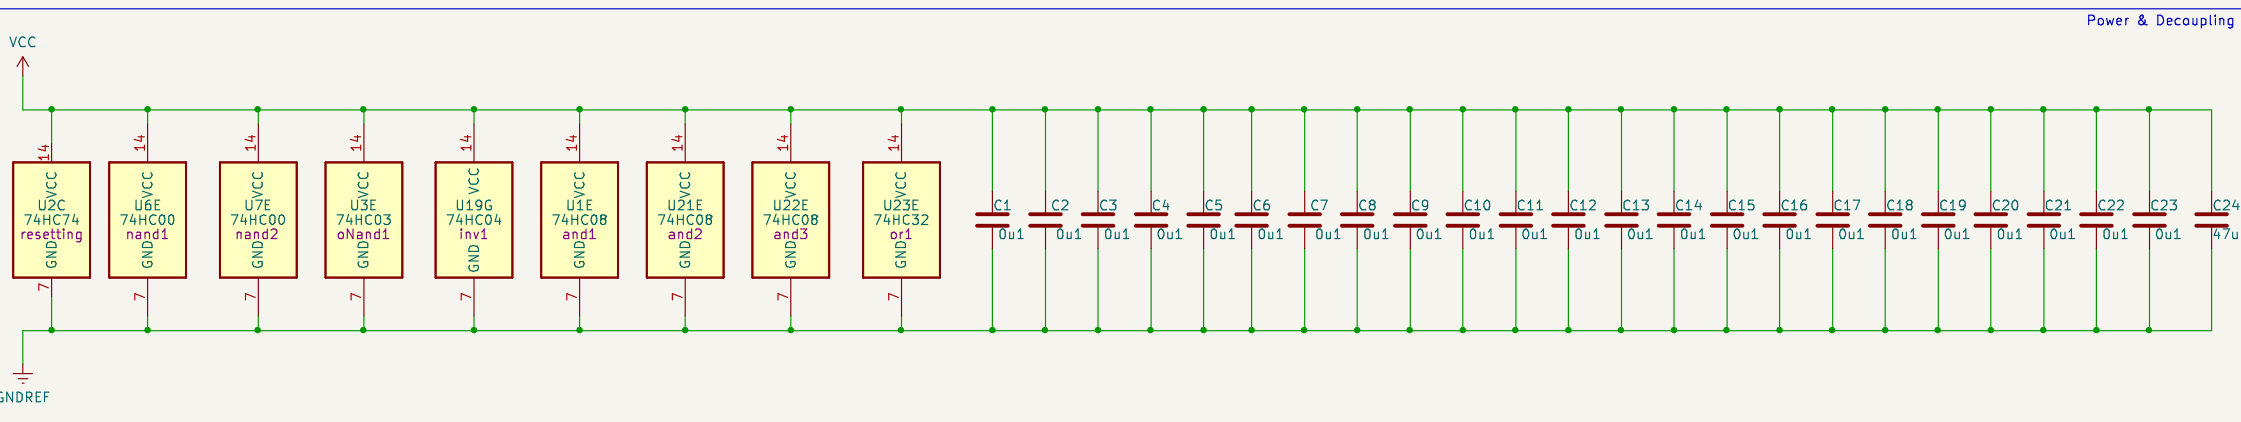 Power & Decoupling
VCC
14 14 14 14 14 14 14 14 14
VCC VCC VCC VCC VCC VCC VCC VCC VCC
U2C U6E U7E U3E U19G U1E U21E U22E U23E C1 C2 C3 C4 C5 C6 C7 C8 C9 C10 C11 C12 C13 C14 C15 C16 C17 C18 C19 C20 C21 C22 C23 C24
74HC74 74HC00 74HC00 74HC03 74HC04 74HC08 74HC08 74HC08 74HC32
resetting nand1 nand2 oNand1 inv1 and1 and2 and3 or1 0u1 0u1 0u1 0u1 0u1 0u1 0u1 0u1 0u1 0u1 0u1 0u1 0u1 0u1 0u1 0u1 0u1 0u1 0u1 0u1 0u1 0u1 0u1 47u
GND GND GND GND GND GND GND GND GND
7 7 7 7 7 7 7 7 7
GNDREF